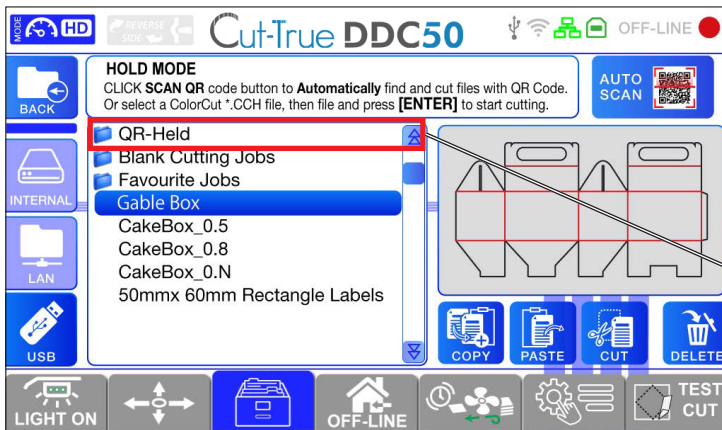 MODE
HD
REVERSE
SIDE
Cut-True DDC50
OFF-LINE
BACK
HOLD MODE
CLICK SCAN QR code button to Automatically find and cut files with QR Code.
Or select a ColorCut *.CCH file, then file and press [ENTER] to start cutting.
AUTO
SCAN
QR-Held
Blank Cutting Jobs
Favourite Jobs
Gable Box
CakeBox_0.5
CakeBox_0.8
CakeBox_0.N
50mmx 60mm Rectangle Labels
INTERNAL
LAN
USB
COPY
PASTE
CUT
DELETE
LIGHT ON
OFF-LINE
TEST
CUT